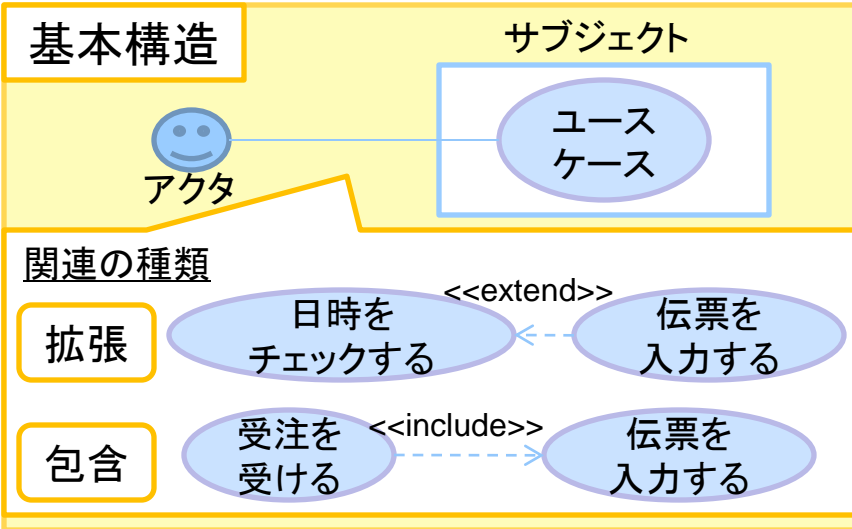 基本構造
サブジェクト
ユース
ケース
アクタ
関連の種類
拡張
日時を
チェックする
<<extend>>
伝票を
入力する
包含
受注を
受ける
<<include>>
伝票を
入力する